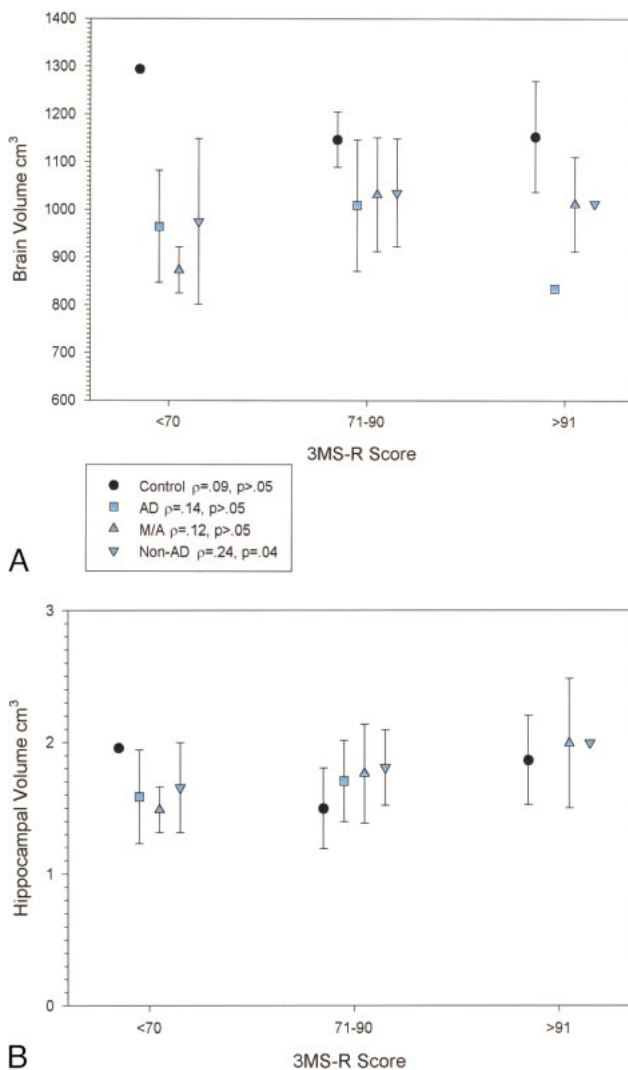 1400
1300
1200
1100
1000
900
800
700
600
Brain Volume cm³
<70 71-90 >91
3MS-R Score
Control ρ=.09, p>.05
AD ρ=.14, p>.05
M/A ρ=.12, p>.05
Non-AD ρ=.24, p=.04
A
3
2
1
0
Hippocampal Volume cm³
<70 71-90 >91
3MS-R Score
B